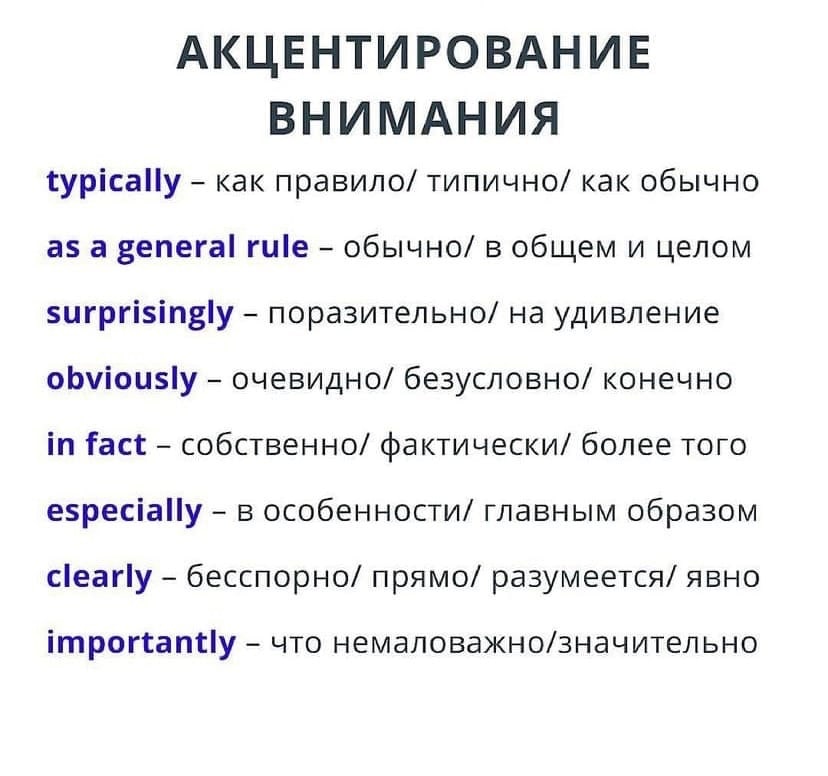 АКЦЕНТИРОВАНИЕ
ВНИМАНИЯ
typically – как правило/ типично/ как обычно
as a general rule – обычно/ в общем и целом
surprisingly – поразительно/ на удивление
obviously – очевидно/ безусловно/ конечно
in fact – собственно/ фактически/ более того
especially – в особенности/ главным образом
clearly – бесспорно/ прямо/ разумеется/ явно
importantly – что немаловажно/значительно